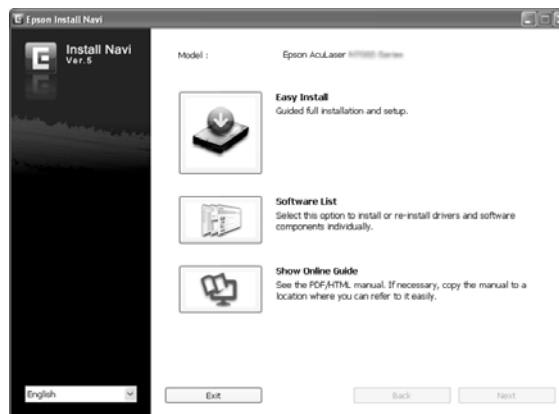 Epson Install Navi
Install Navi
Ver.5
Model :
Epson AcuLaser
Easy Install
Guided full installation and setup.
Software List
Select this option to install or re-install drivers and software
components individually.
Show Online Guide
See the PDF/HTML manual. If necessary, copy the manual to a
location where you can refer to it easily.
English
Exit
Back
Next